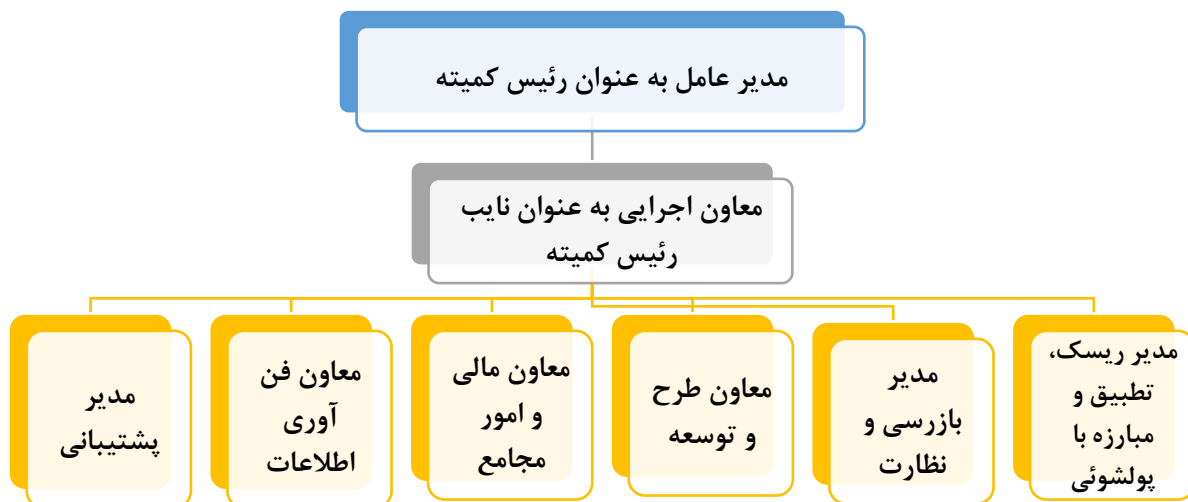 مدیر عامل به عنوان رئیس کمیته
معاون اجرایی به عنوان نایب
رئیس کمیته
مدیر ریسک،
تطبیق و
مبارزه با
پولشوئی
مدیر
بازرسی و
نظارت
معاون طرح
و توسعه
معاون مالی
و امور
مجامع
معاون فن
آوری
اطلاعات
مدیر
پشتیبانی